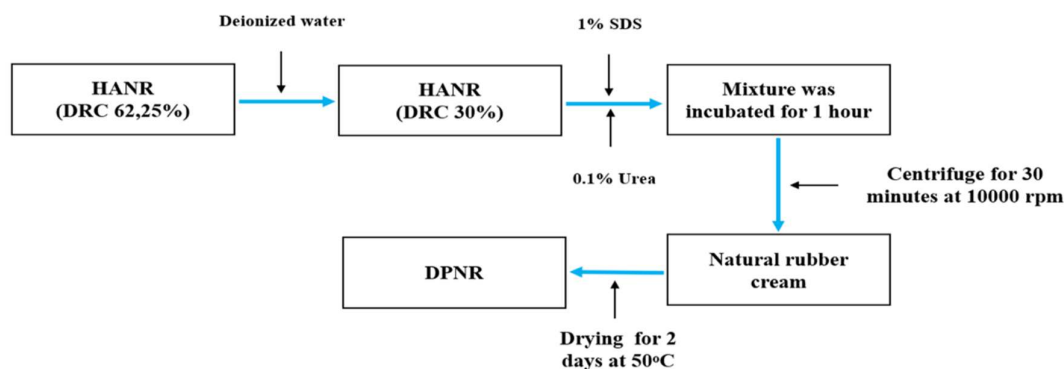 Deionized water
HANR
(DRC 62,25%)
HANR
(DRC 30%)
1% SDS
0.1% Urea
Mixture was
incubated for 1 hour
Centrifuge for 30
minutes at 10000 rpm
Natural rubber
cream
DPNR
Drying for 2
days at 50ºC